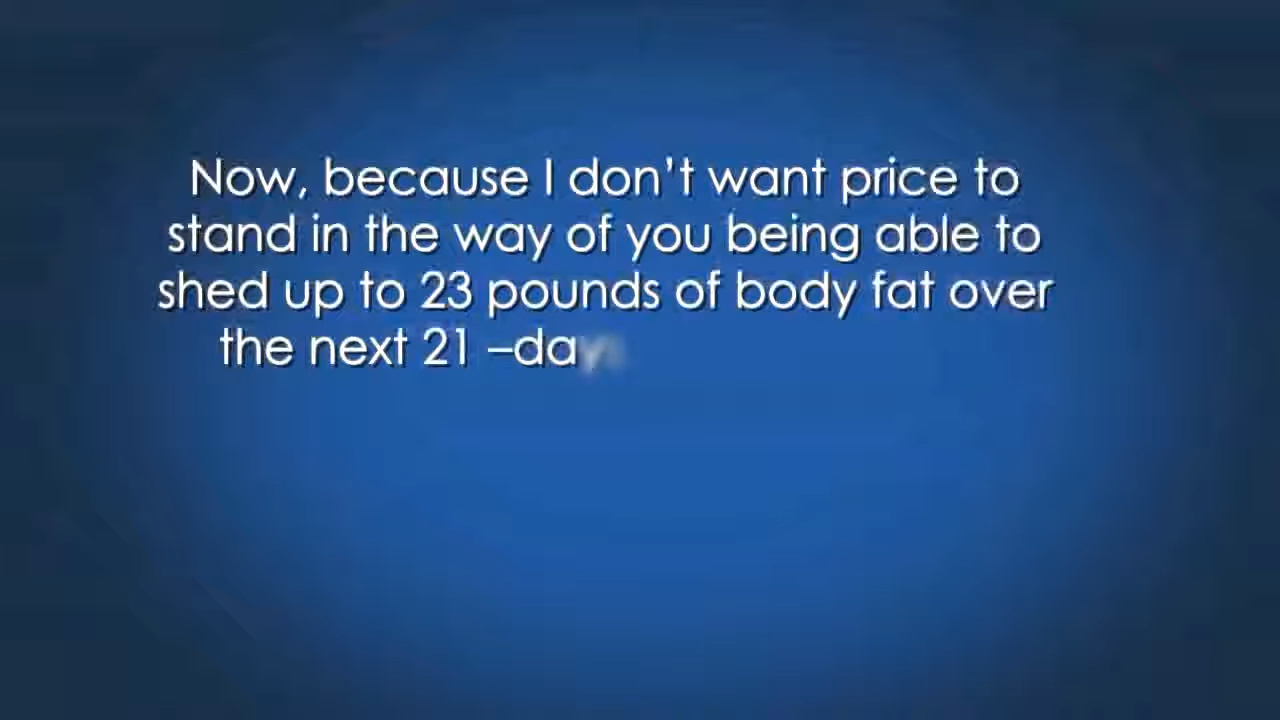 Now, because I don't want price to
stand in the way of you being able to
shed up to 23 pounds of body fat over
the next 21 –days